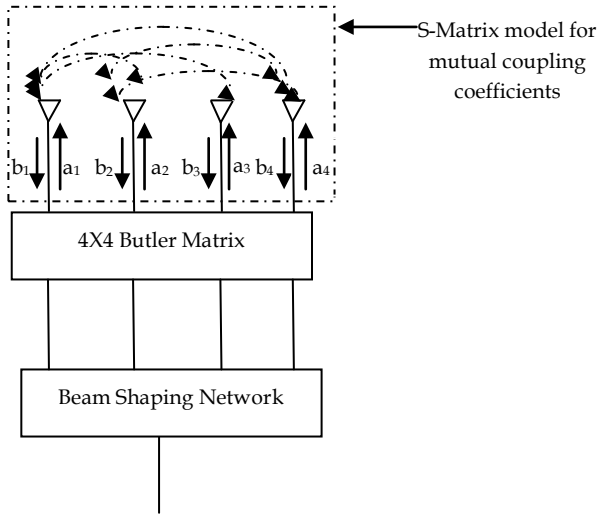 S-Matrix model for
mutual coupling
coefficients
b₁ a₁ b₂ a₂ b₃ a₃ b₄ a₄
4X4 Butler Matrix
Beam Shaping Network